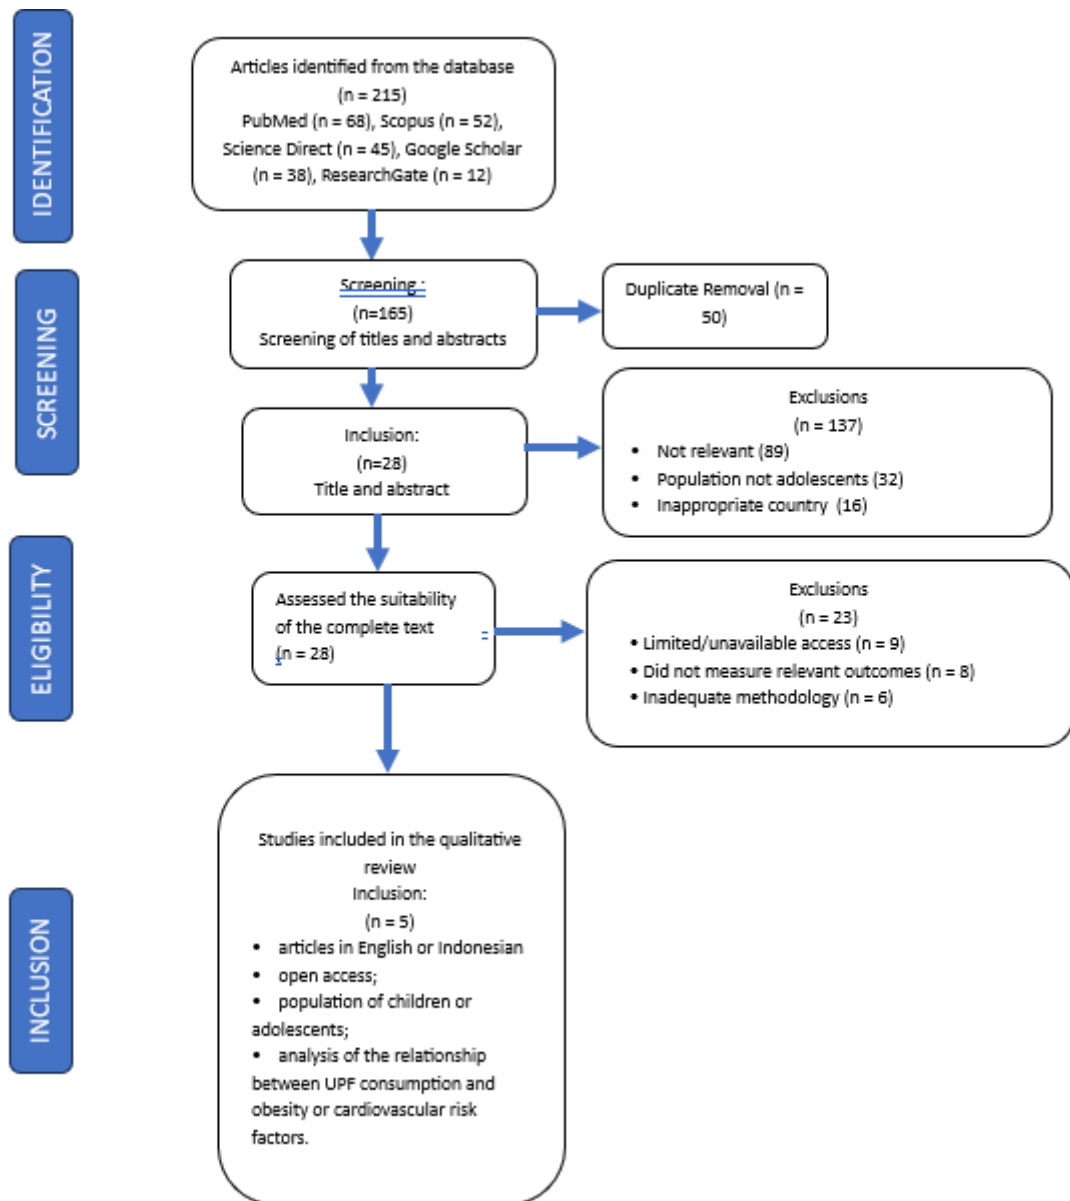 IDENTIFICATION
Articles identified from the database
(n = 215)
PubMed (n = 68), Scopus (n = 52),
Science Direct (n = 45), Google Scholar
(n = 38), ResearchGate (n = 12)
SCREENING
Screening :
(n=165)
Screening of titles and abstracts
Duplicate Removal (n =
50)
Inclusion:
(n=28)
Title and abstract
Exclusions
(n = 137)
• Not relevant (89)
• Population not adolescents (32)
• Inappropriate country (16)
ELIGIBILITY
Assessed the suitability
of the complete text
(n = 28)
Exclusions
(n = 23)
• Limited/unavailable access (n = 9)
• Did not measure relevant outcomes (n = 8)
• Inadequate methodology (n = 6)
INCLUSION
Studies included in the qualitative
review
Inclusion:
(n = 5)
• articles in English or Indonesian
• open access;
• population of children or
adolescents;
• analysis of the relationship
between UPF consumption and
obesity or cardiovascular risk
factors.